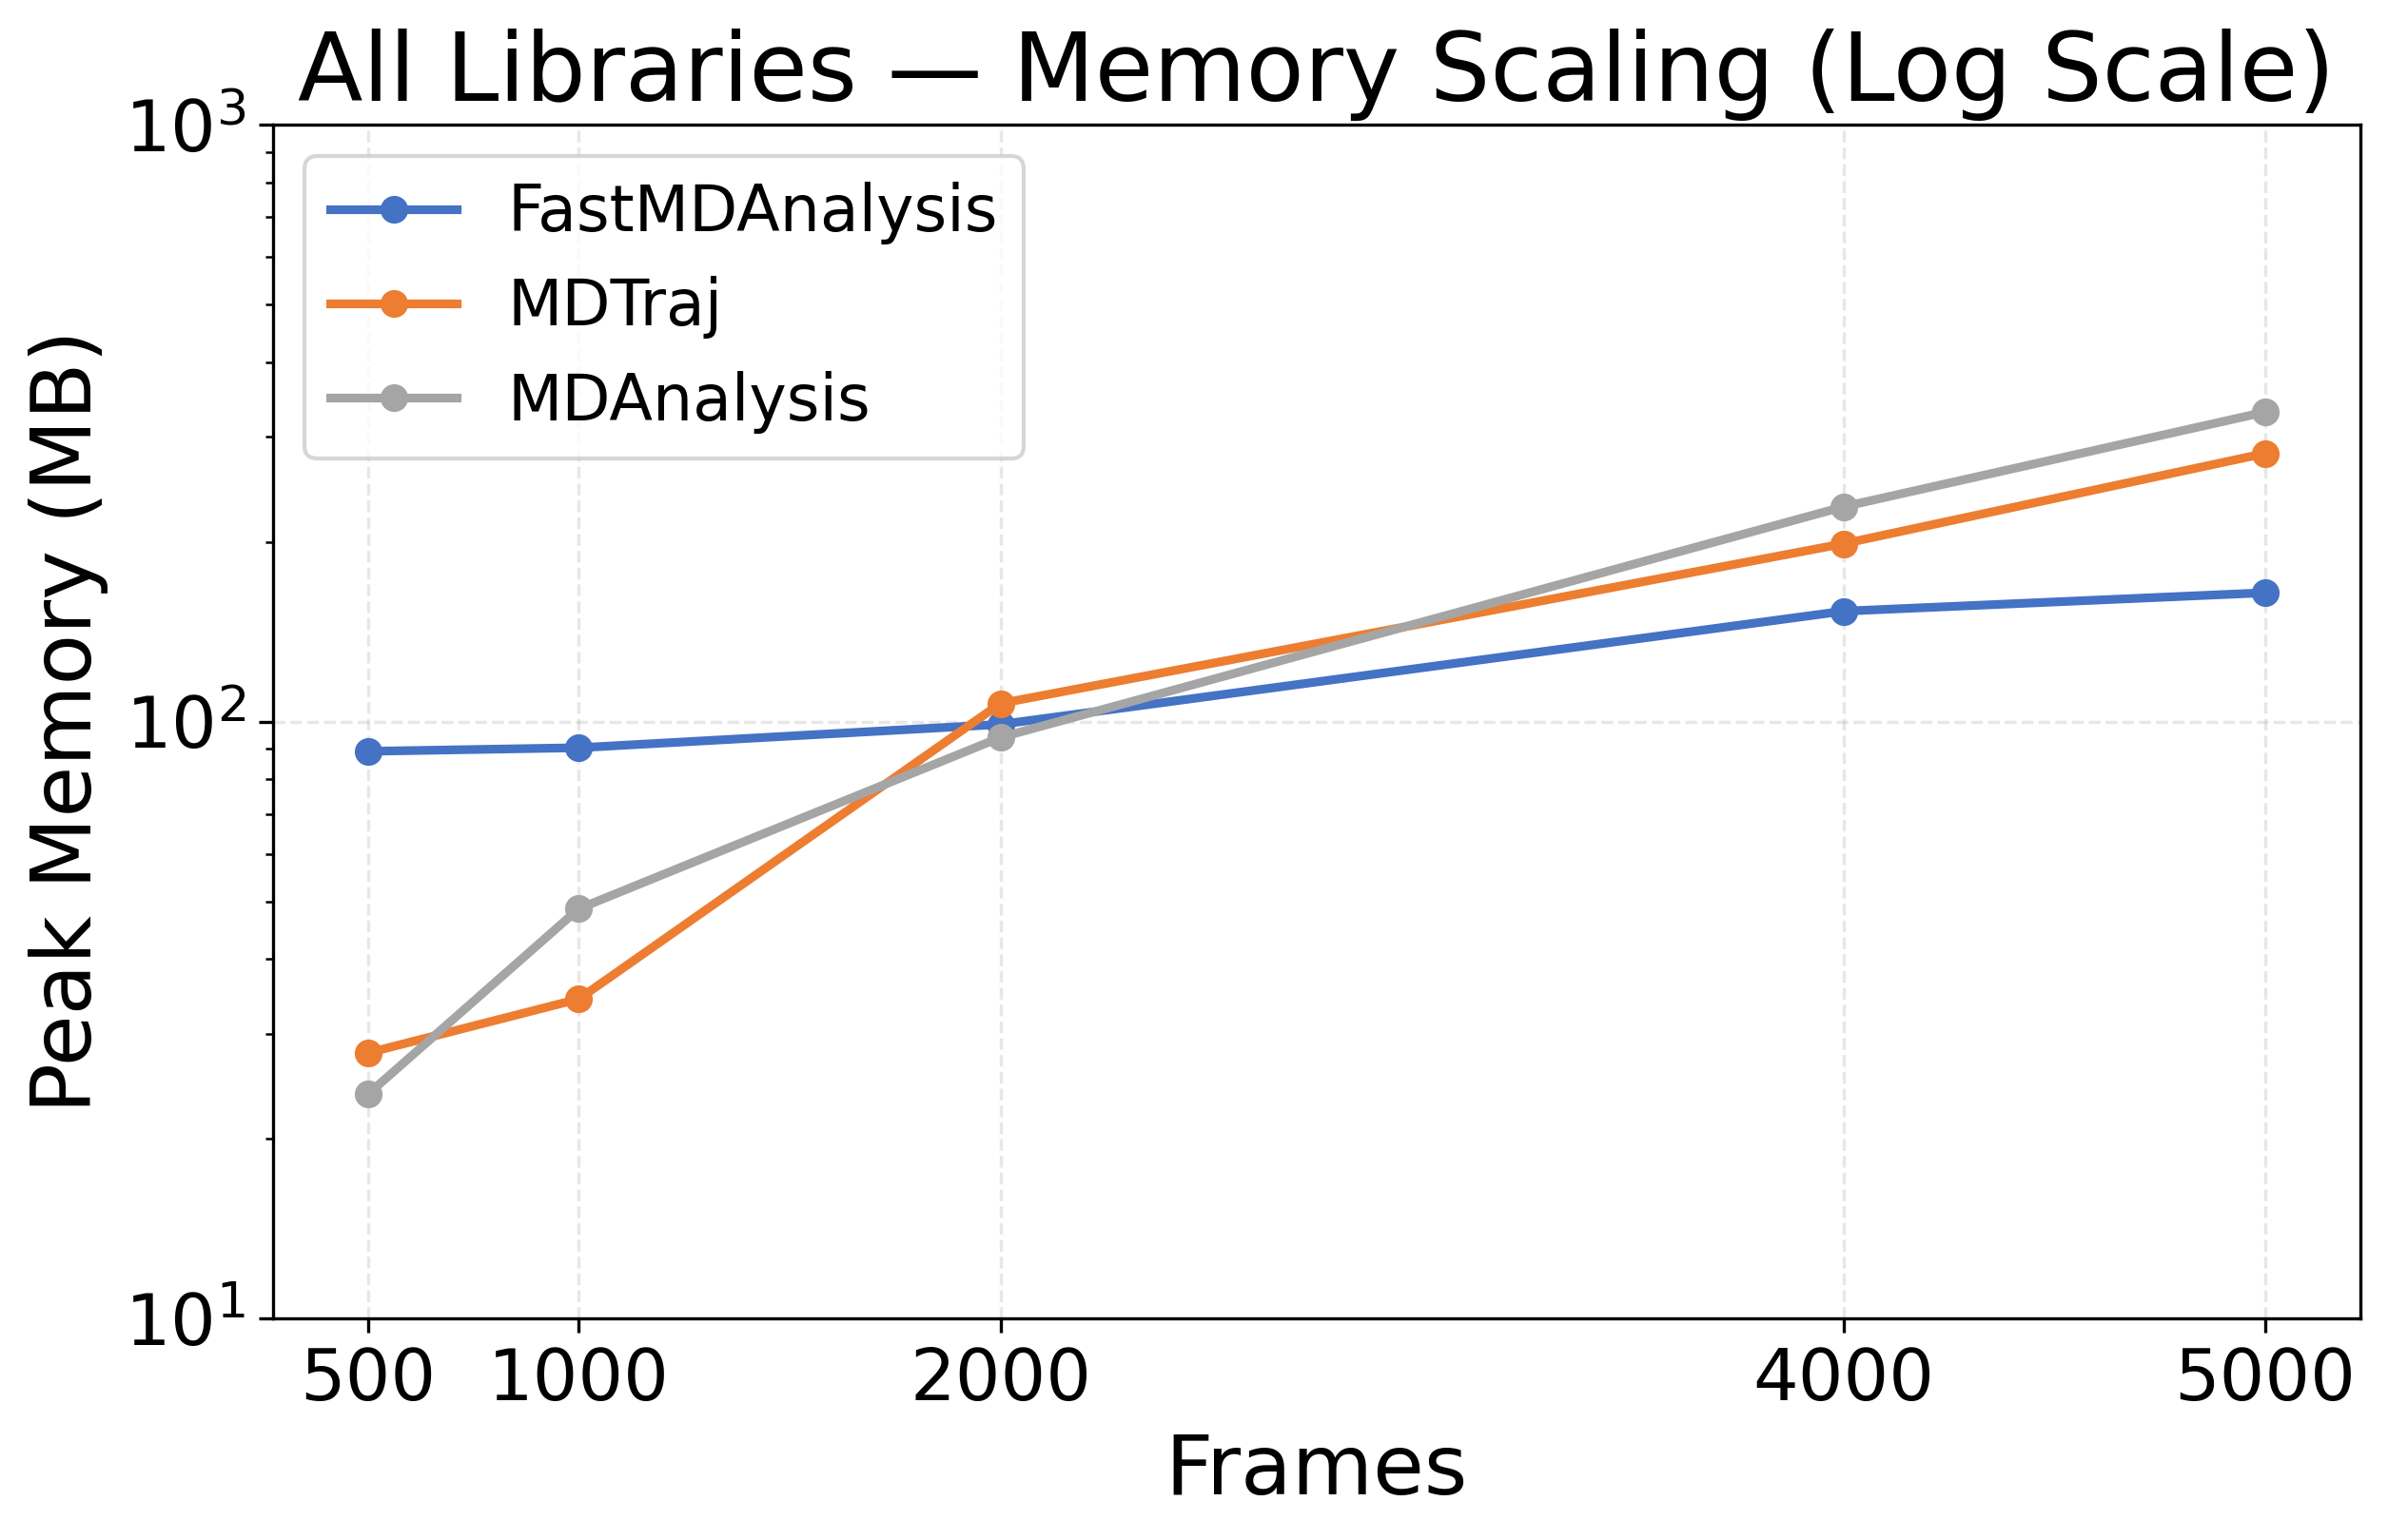 All Libraries — Memory Scaling (Log Scale)
10³
FastMDAnalysis
MDTraj
MDAnalysis
Peak Memory (MB)
10²
10¹
500 1000 2000 4000 5000
Frames